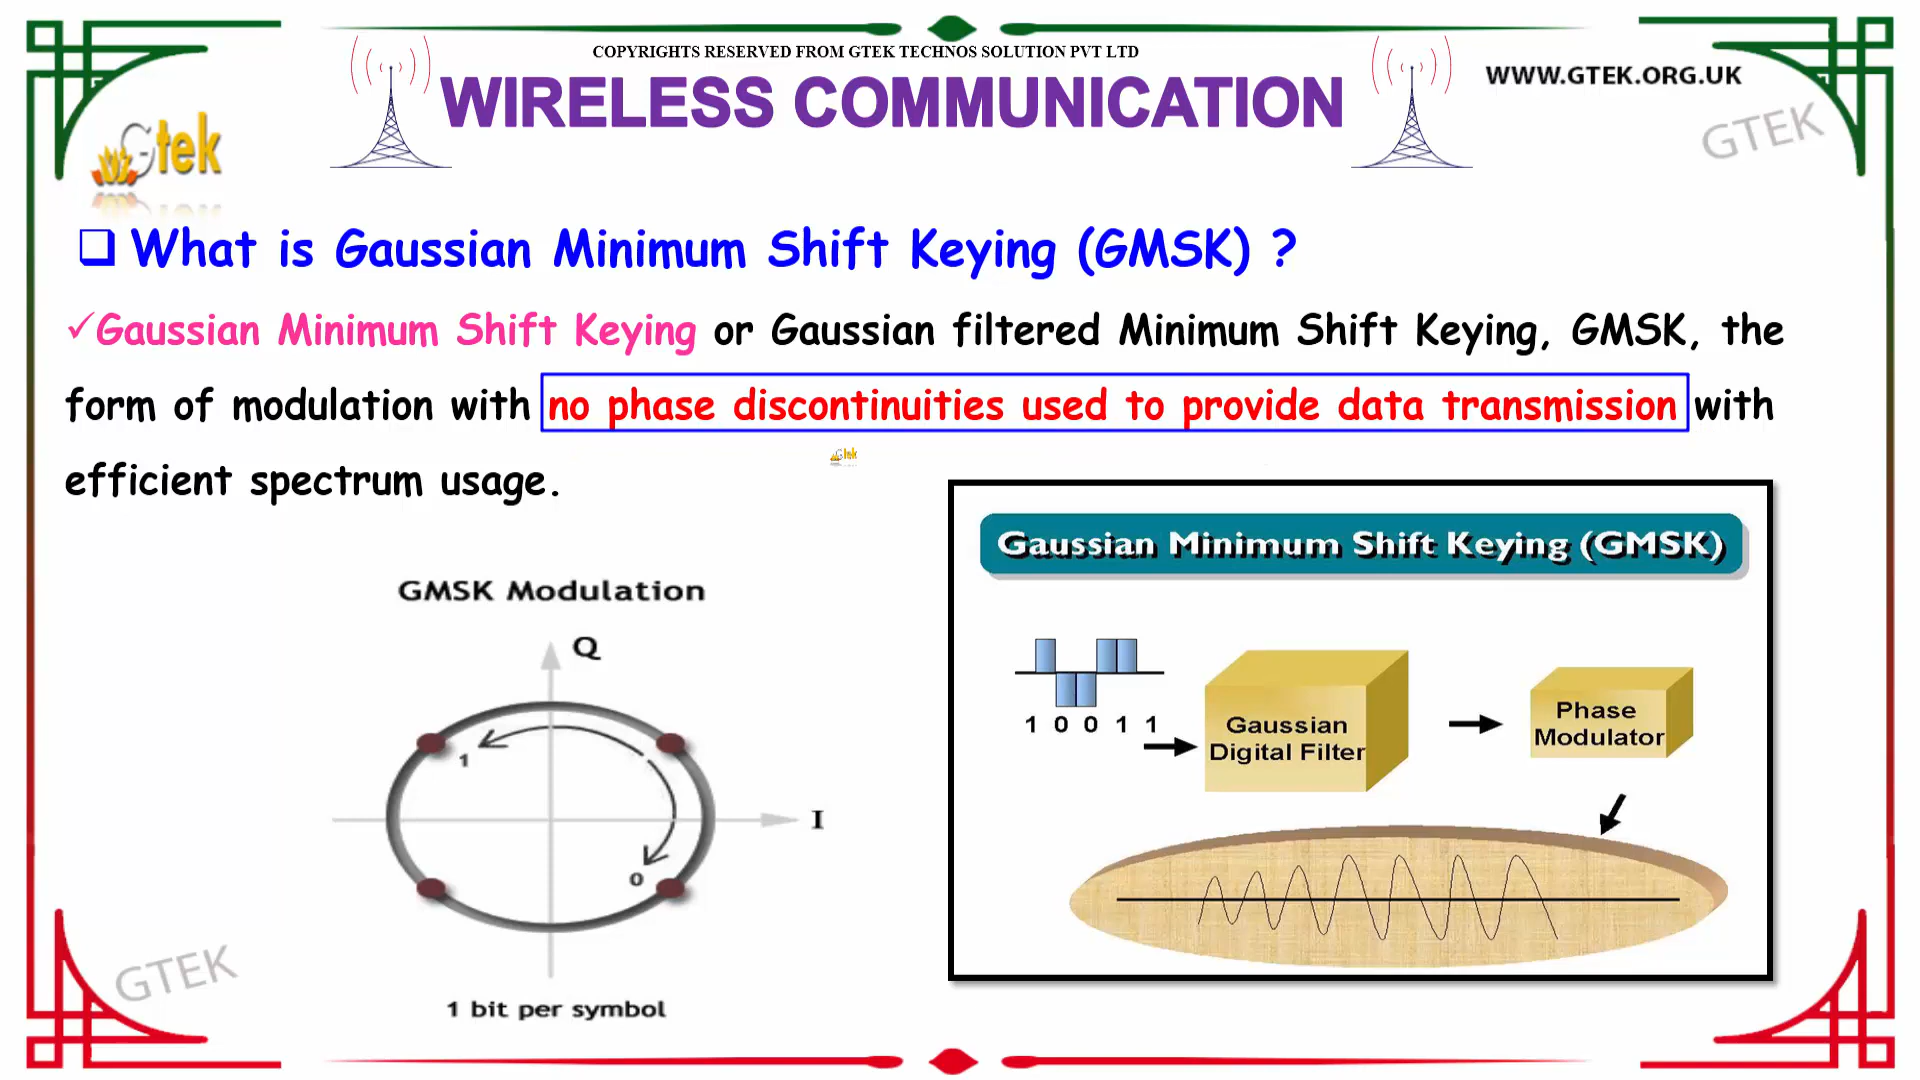 COPYRIGHTS RESERVED FROM GTEK TECHNOS SOLUTION PVT LTD
WIRELESS COMMUNICATION
WWW.GTEK.ORG.UK
GTEK
Gtek
What is Gaussian Minimum Shift Keying (GMSK) ?
Gaussian Minimum Shift Keying or Gaussian filtered Minimum Shift Keying, GMSK, the
form of modulation with no phase discontinuities used to provide data transmission with
efficient spectrum usage.
Gtek
GMSK Modulation
Q
1
I
0
1 bit per symbol
Gaussian Minimum Shift Keying (GMSK)
1 0 0 1 1
Gaussian
Digital Filter
Phase
Modulator
GTEK